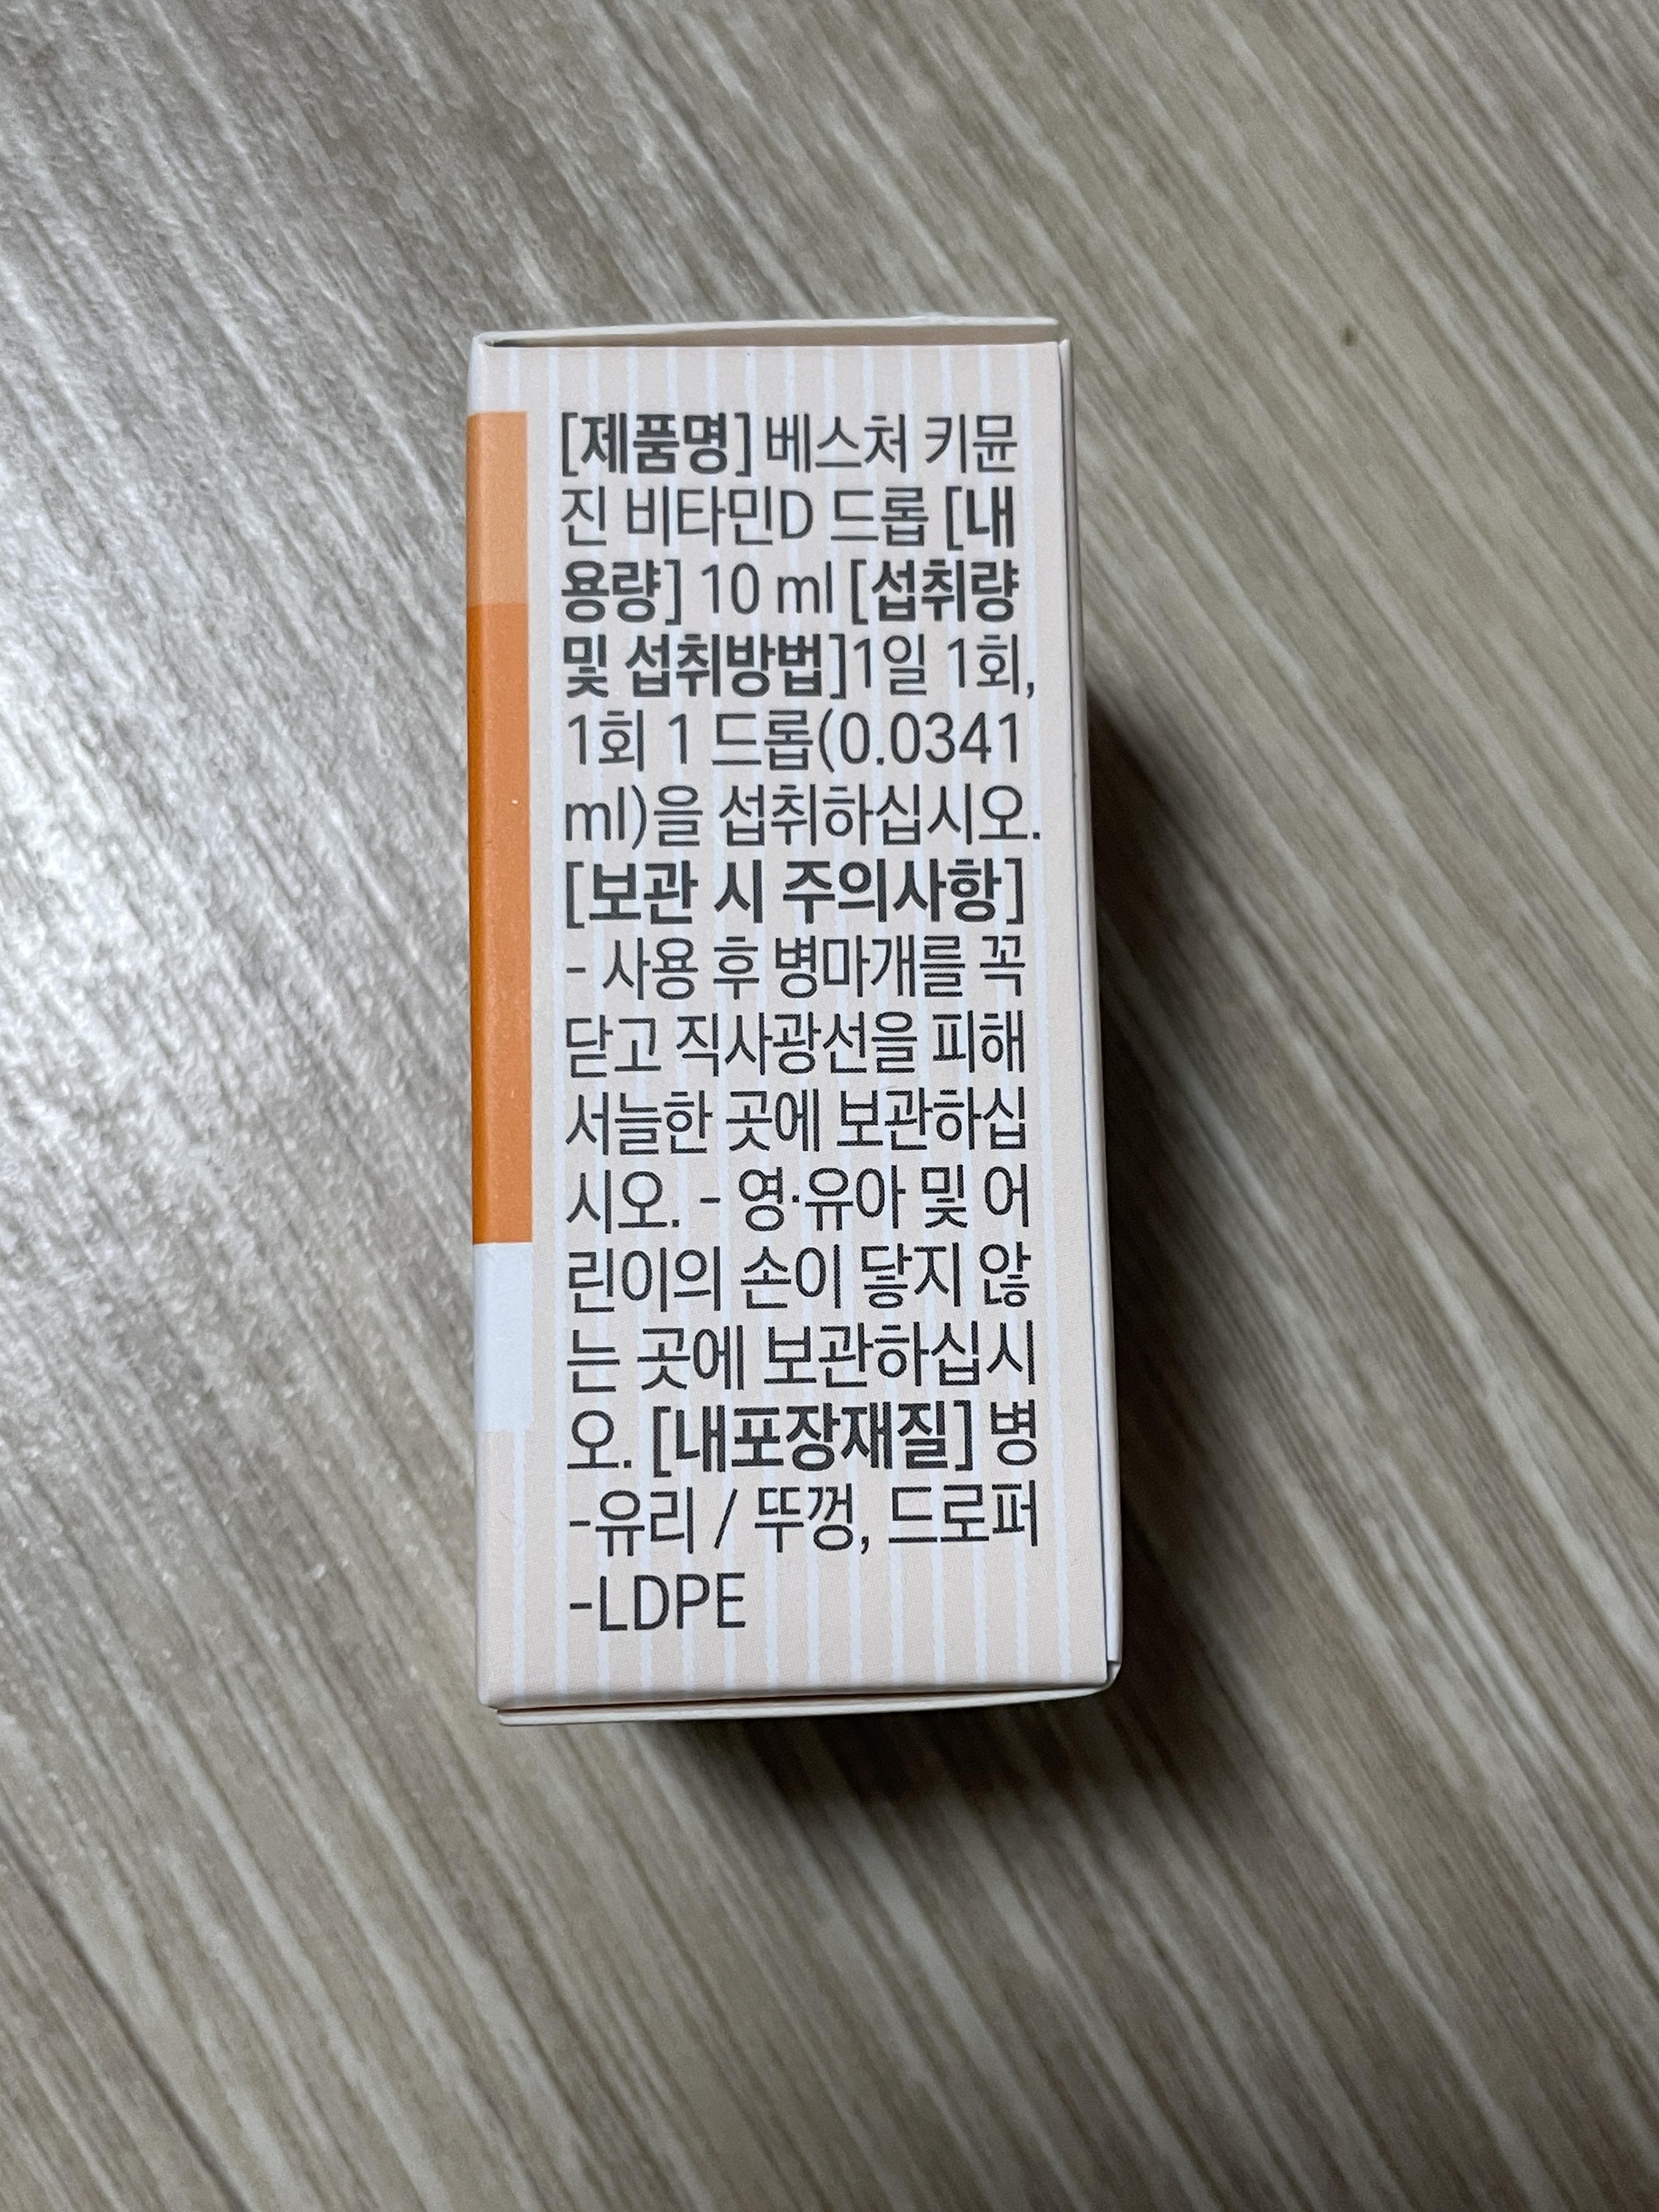 [제품명] 베스처 키뮨
진 비타민D 드롭 [내
용량] 10 ml [섭취량
및 섭취방법]1일 1회,
1회 1 드롭(0.0341
ml)을 섭취하십시오.
[보관 시 주의사항]
- 사용 후 병마개를 꼭
닫고 직사광선을 피해
서늘한 곳에 보관하십
시오. - 영·유아 및 어
린이의 손이 닿지 않
는 곳에 보관하십시
오. [내포장재질] 병
-유리 / 뚜껑, 드로퍼
-LDPE